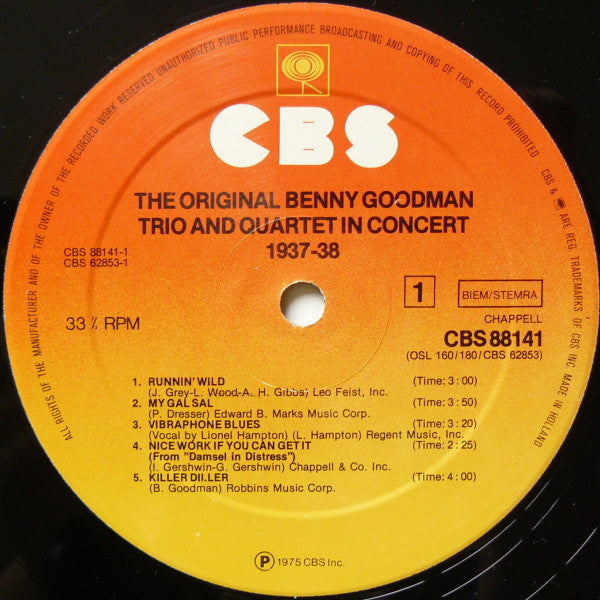 ALL RIGHTS OF THE MANUFACTURER AND OF THE OWNER OF THE RECORDED WORK RESERVED UNAUTHORIZED PUBLIC PERFORMANCE BROADCASTING AND COPYING OF THIS RECORD PROHIBITED
CBS & ARE REG. TRADEMARKS OF CBS INC. MADE IN HOLLAND
CBS
THE ORIGINAL BENNY GOODMAN
TRIO AND QUARTET IN CONCERT
1937-38
CBS 88141-1
CBS 62853-1
1 BIEM/STEMRA
CHAPPELL
33⅓ RPM
CBS 88141
(OSL 160/180/CBS 62853)
1. RUNNIN' WILD (Time: 3:00)
(J. Grey-L. Wood-A. H. Gibbs) Leo Feist, Inc.
2. MY GAL SAL (Time: 3:50)
(P. Dresser) Edward B. Marks Music Corp.
3. VIBRAPHONE BLUES (Time: 3:20)
(Vocal by Lionel Hampton) (L. Hampton) Regent Music, Inc.
4. NICE WORK IF YOU CAN GET IT (Time: 2:25)
(From "Damsel in Distress")
(I. Gershwin-G. Gershwin) Chappell & Co. Inc.
5. KILLER DILLER (Time: 4:00)
(B. Goodman) Robbins Music Corp.
Ⓟ 1975 CBS Inc.